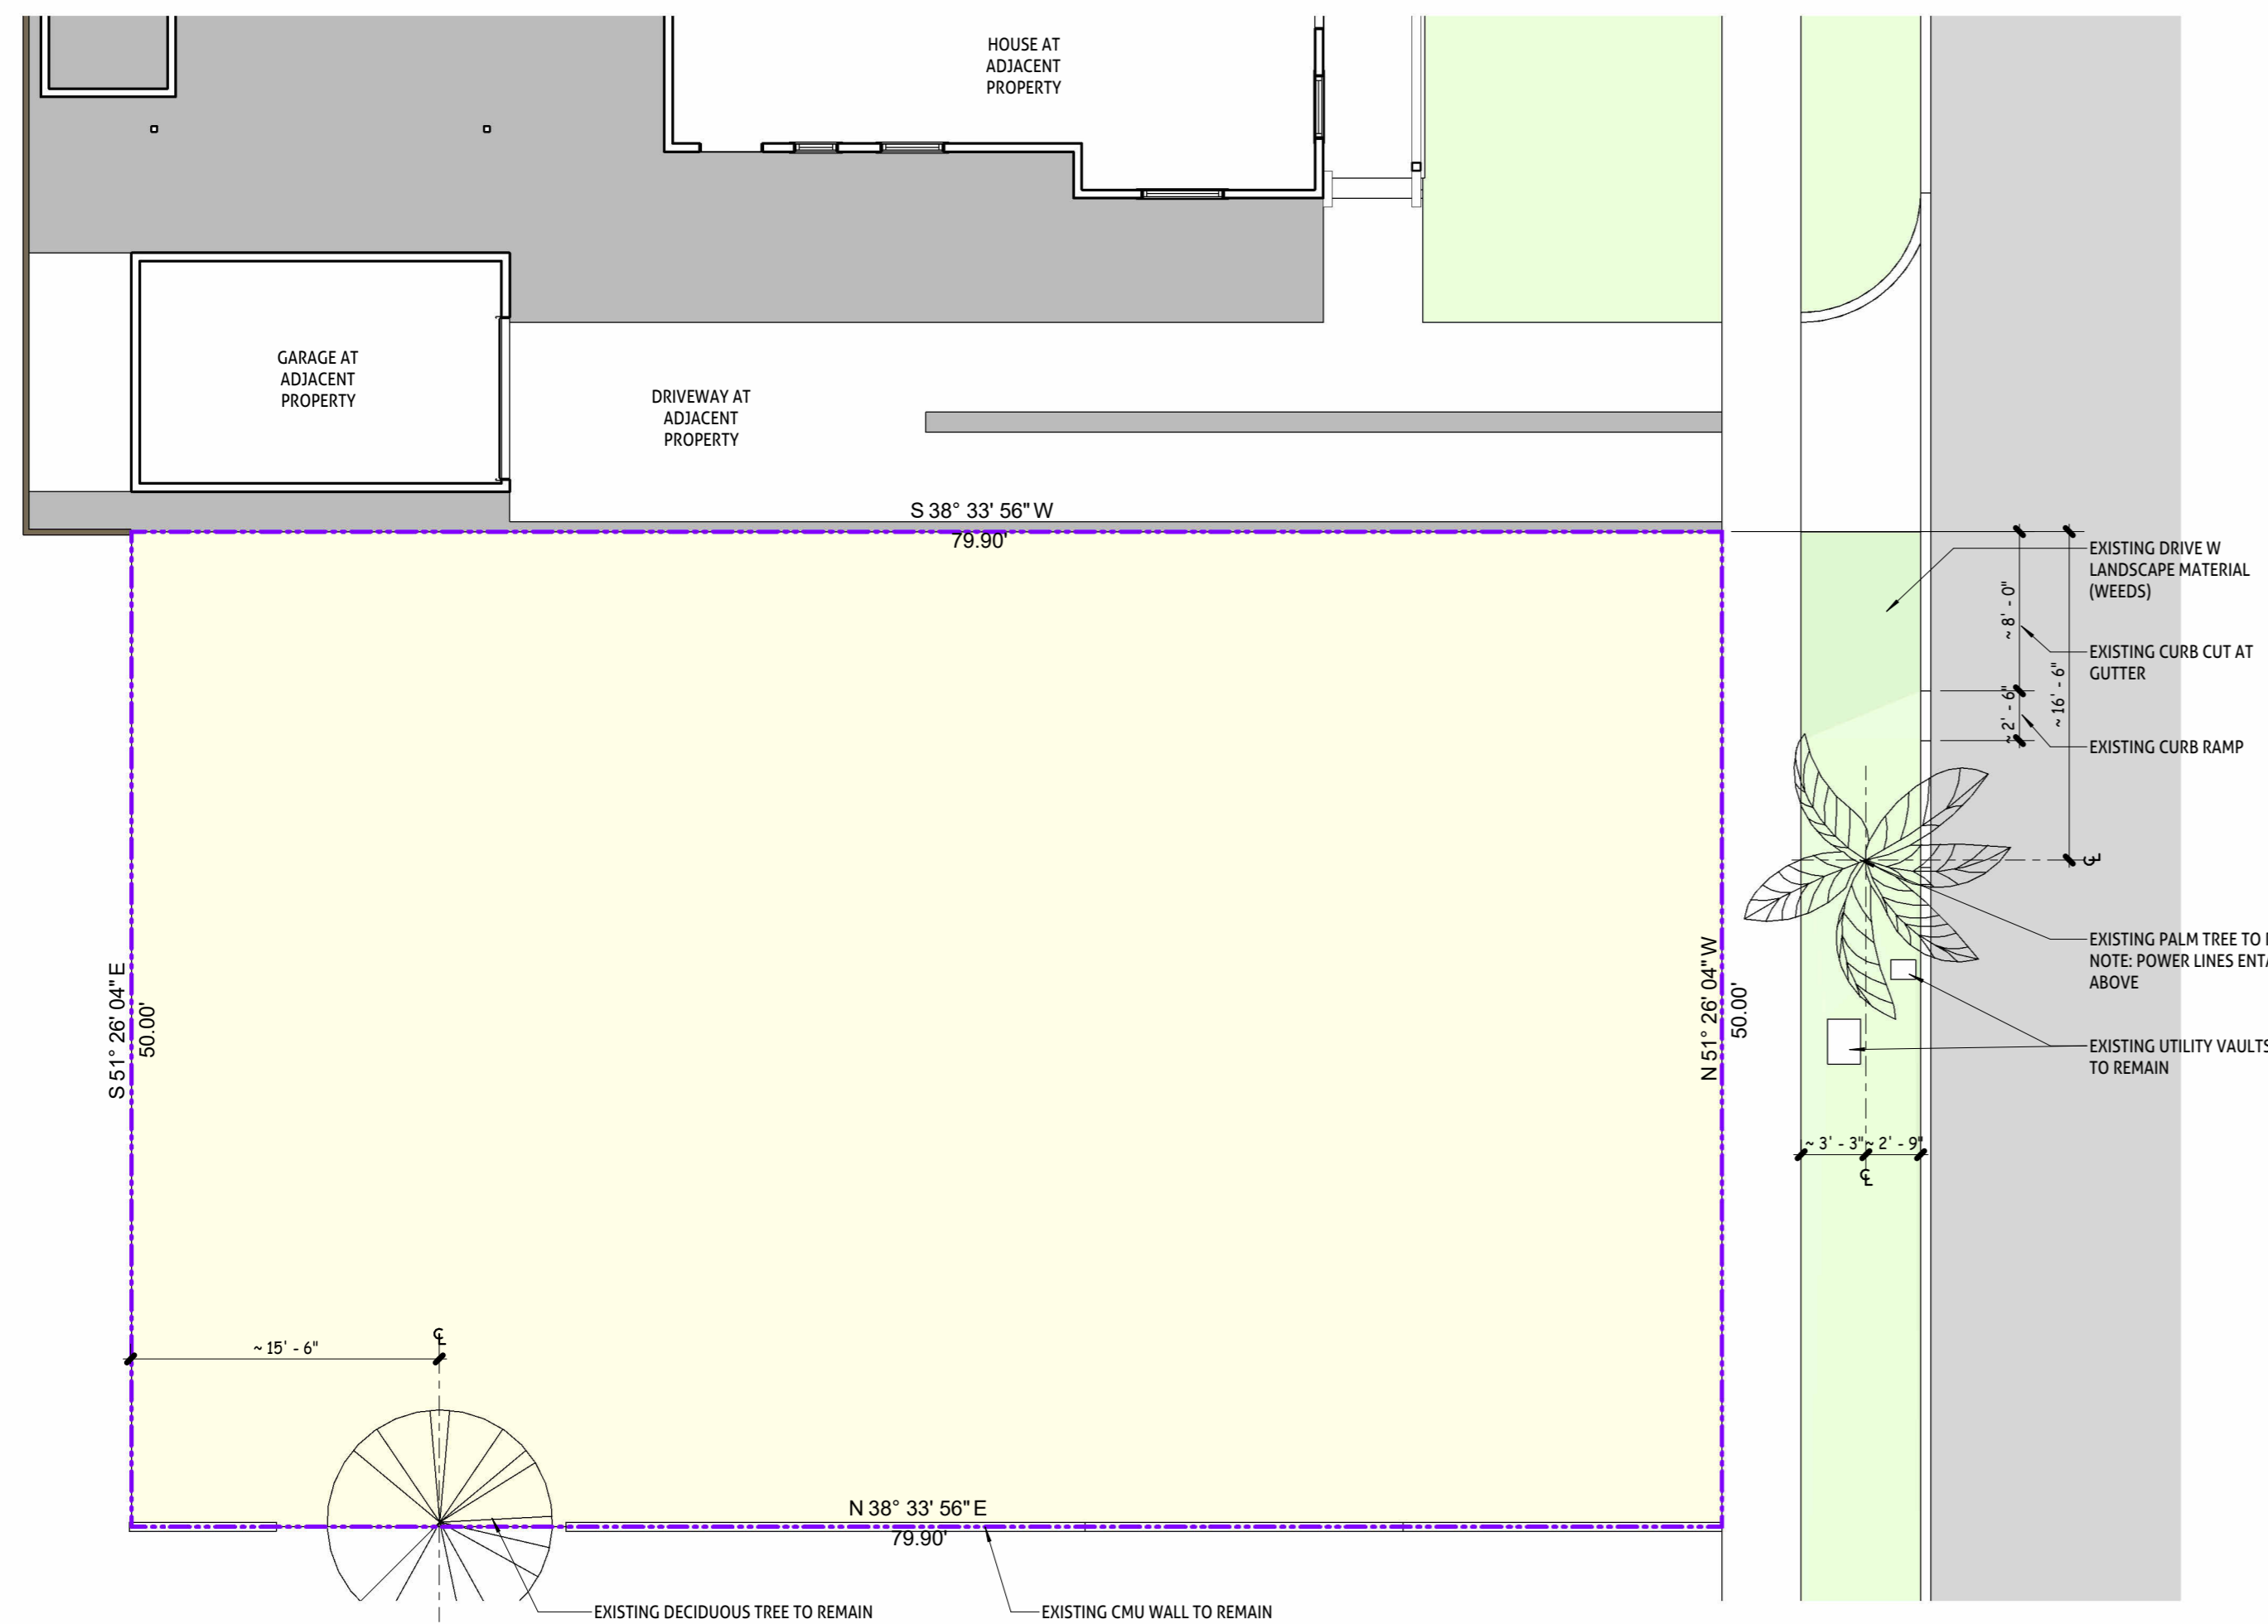 HOUSE AT
ADJACENT
PROPERTY
GARAGE AT
ADJACENT
PROPERTY
DRIVEWAY AT
ADJACENT
PROPERTY
S 38° 33' 56" W
79.90'
EXISTING DRIVE W
LANDSCAPE MATERIAL
(WEEDS)
~ 8' - 0"
EXISTING CURB CUT AT
GUTTER
~ 16' - 6"
~ 2' - 6"
EXISTING CURB RAMP
℄
EXISTING PALM TREE TO
NOTE: POWER LINES
ABOVE
S 51° 26' 04" E
50.00'
N 51° 26' 04" W
50.00'
EXISTING UTILITY VAULTS
TO REMAIN
~ 3' - 3"
~ 2' - 9"
℄
℄
~ 15' - 6"
N 38° 33' 56" E
79.90'
EXISTING DECIDUOUS TREE TO REMAIN
EXISTING CMU WALL TO REMAIN